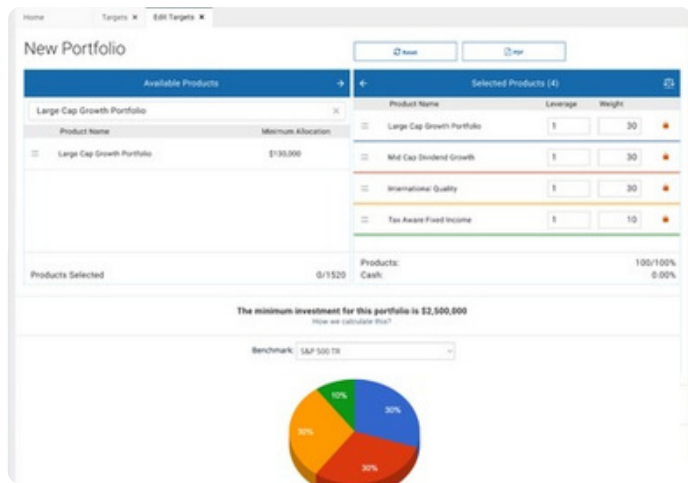 Home Targets × Edit Targets ×
New Portfolio
Reset PDF
Available Products
Large Cap Growth Portfolio ×
Product Name Minimum Allocation
Large Cap Growth Portfolio $130,000
Products Selected 0/1520
Selected Products (4)
Product Name Leverage Weight
Large Cap Growth Portfolio 1 30
Mid Cap Dividend Growth 1 30
International Quality 1 30
Tax Aware Fixed Income 1 10
Products: 100/100%
Cash: 0.00%
The minimum investment for this portfolio is $2,500,000
How we calculate this?
Benchmark: S&P 500 TR
10%
30%
30%
30%